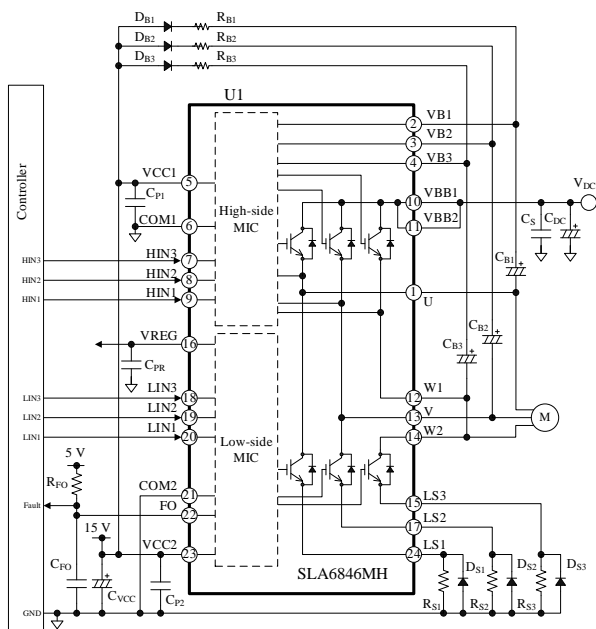 DB1 RB1
DB2 RB2
DB3 RB3
U1
Controller
High-side
MIC
Low-side
MIC
SLA6846MH
2 VB1
3 VB2
4 VB3
VCC1 5
CP1
COM1 6
10 VBB1
11 VBB2
VDC
CS CDC
HIN3 HIN3 7
HIN2 HIN2 8
HIN1 HIN1 9
CB1
1 U
CB2
VREG 16
CPR
CB3
LIN3 LIN3 18
LIN2 LIN2 19
LIN1 LIN1 20
12 W1
13 V
14 W2
M
5 V
RFO
COM2 21
Fault FO 22
15 V
VCC2 23
15 LS3
17 LS2
24 LS1
CFO
CVCC
CP2
DS1 DS2 DS3
RS1 RS2 RS3
GND